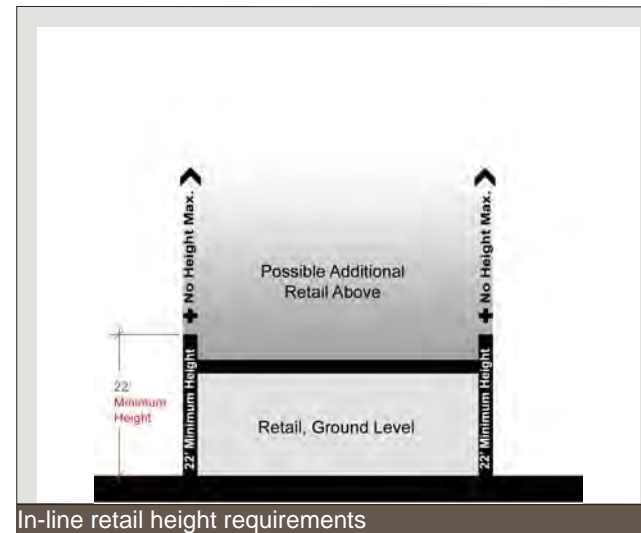 + No Height Max.
+ No Height Max.
Possible Additional
Retail Above
22'
Minimum
Height
22' Minimum Height
22' Minimum Height
Retail, Ground Level
In-line retail height requirements